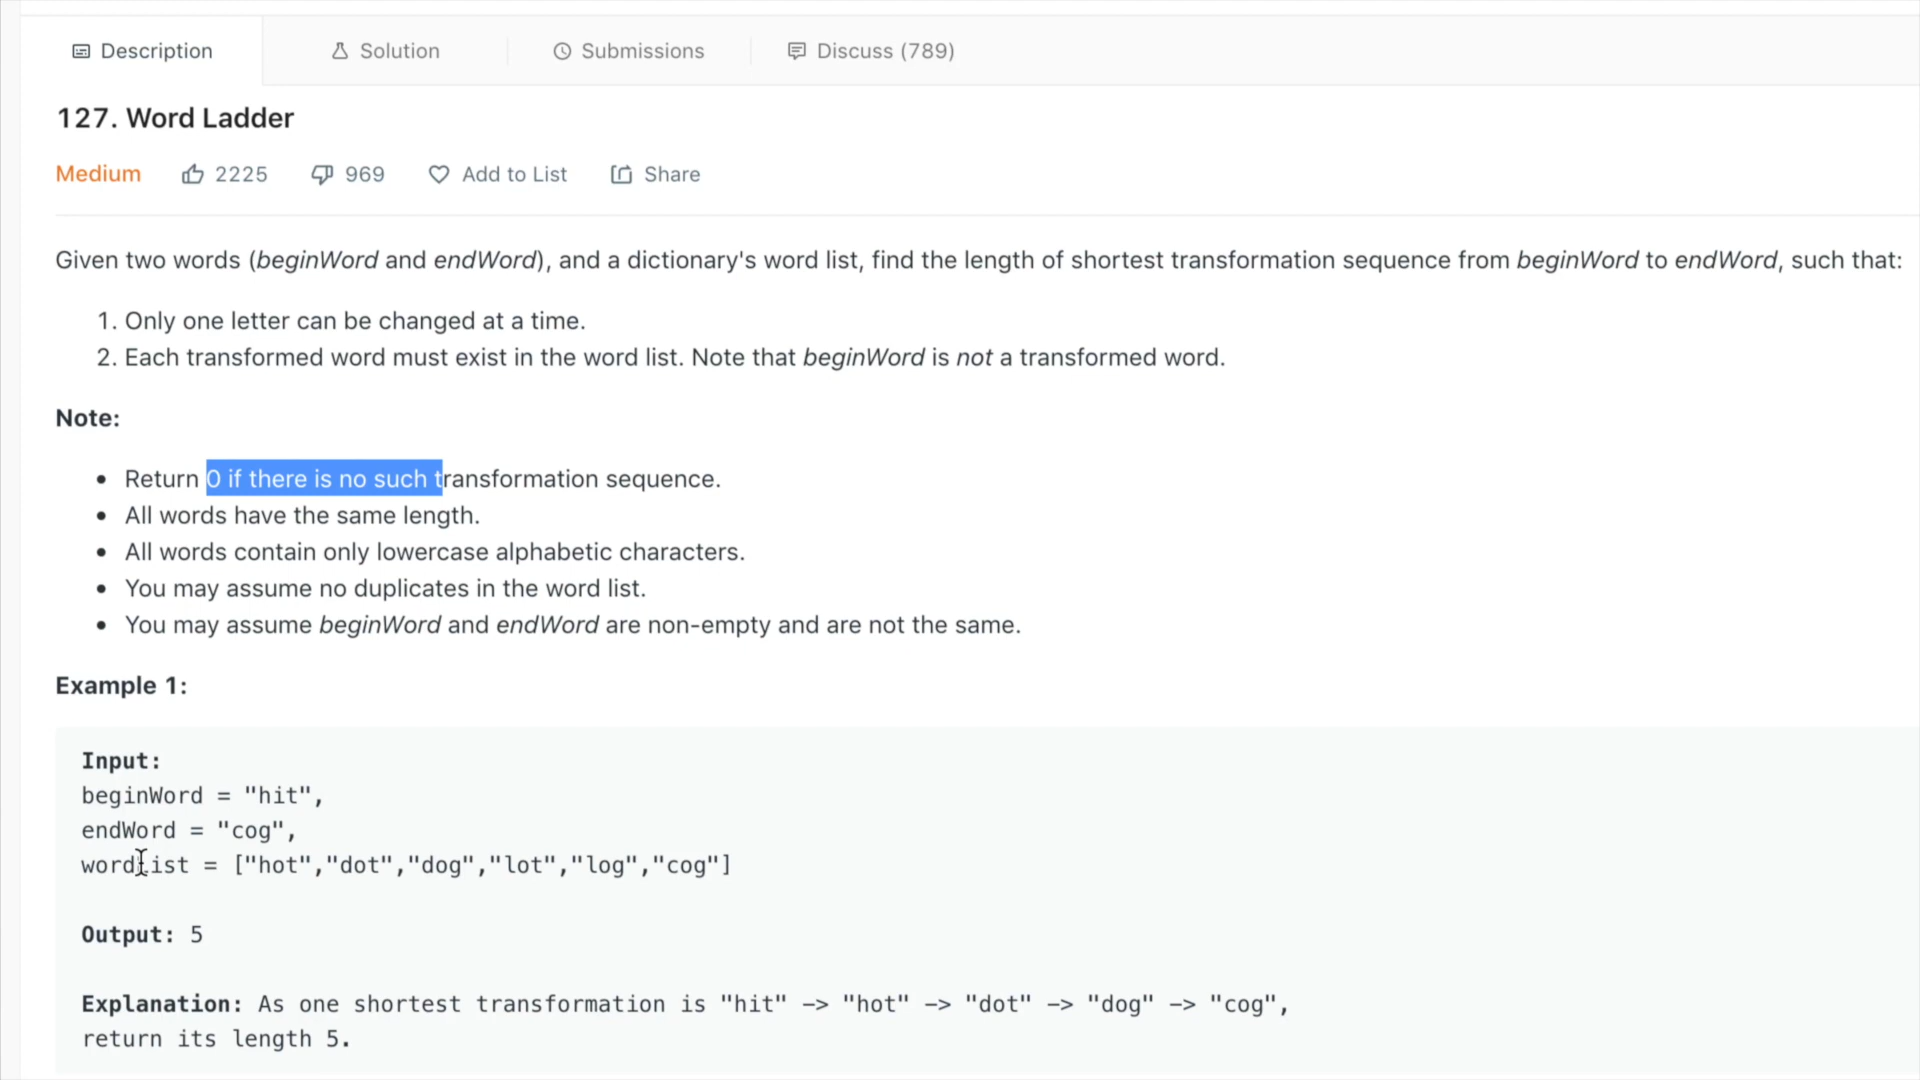 Description Solution Submissions Discuss (789)
127. Word Ladder
Medium 2225 969 Add to List Share
Given two words (beginWord and endWord), and a dictionary's word list, find the length of shortest transformation sequence from beginWord to endWord, such that:
1. Only one letter can be changed at a time.
2. Each transformed word must exist in the word list. Note that beginWord is not a transformed word.
Note:
• Return 0 if there is no such transformation sequence.
• All words have the same length.
• All words contain only lowercase alphabetic characters.
• You may assume no duplicates in the word list.
• You may assume beginWord and endWord are non-empty and are not the same.
Example 1:
Input:
beginWord = "hit",
endWord = "cog",
wordList = ["hot","dot","dog","lot","log","cog"]
Output: 5
Explanation: As one shortest transformation is "hit" -> "hot" -> "dot" -> "dog" -> "cog",
return its length 5.